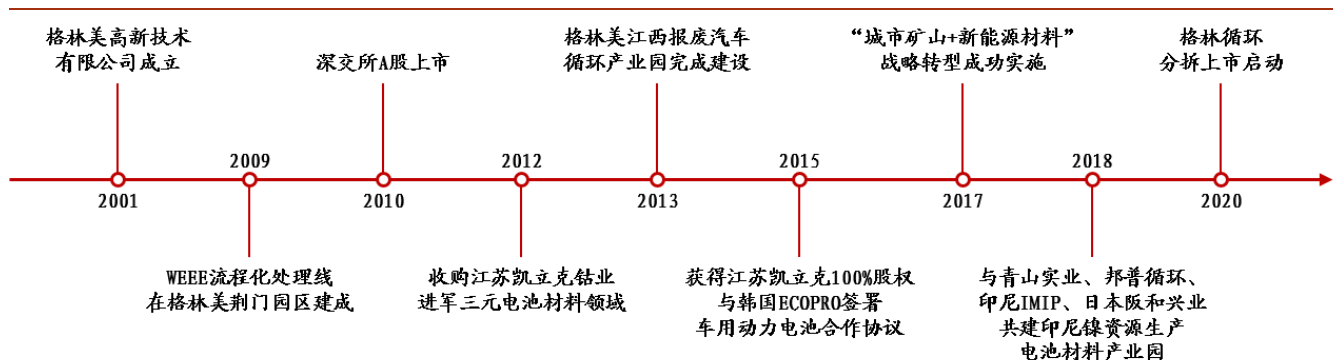 格林美高新技术
有限公司成立
2001
2009
WEEE流程化处理线
在格林美荆门园区建成
深交所A股上市
2010
2012
收购江苏凯立克钴业
进军三元电池材料领域
格林美江西报废汽车
循环产业园完成建设
2013
2015
获得江苏凯立克100%股权
与韩国ECOPRO签署
车用动力电池合作协议
“城市矿山+新能源材料”
战略转型成功实施
2017
2018
与青山实业、邦普循环、
印尼IMIP、日本阪和兴业
共建印尼镍资源生产
电池材料产业园
格林循环
分拆上市启动
2020